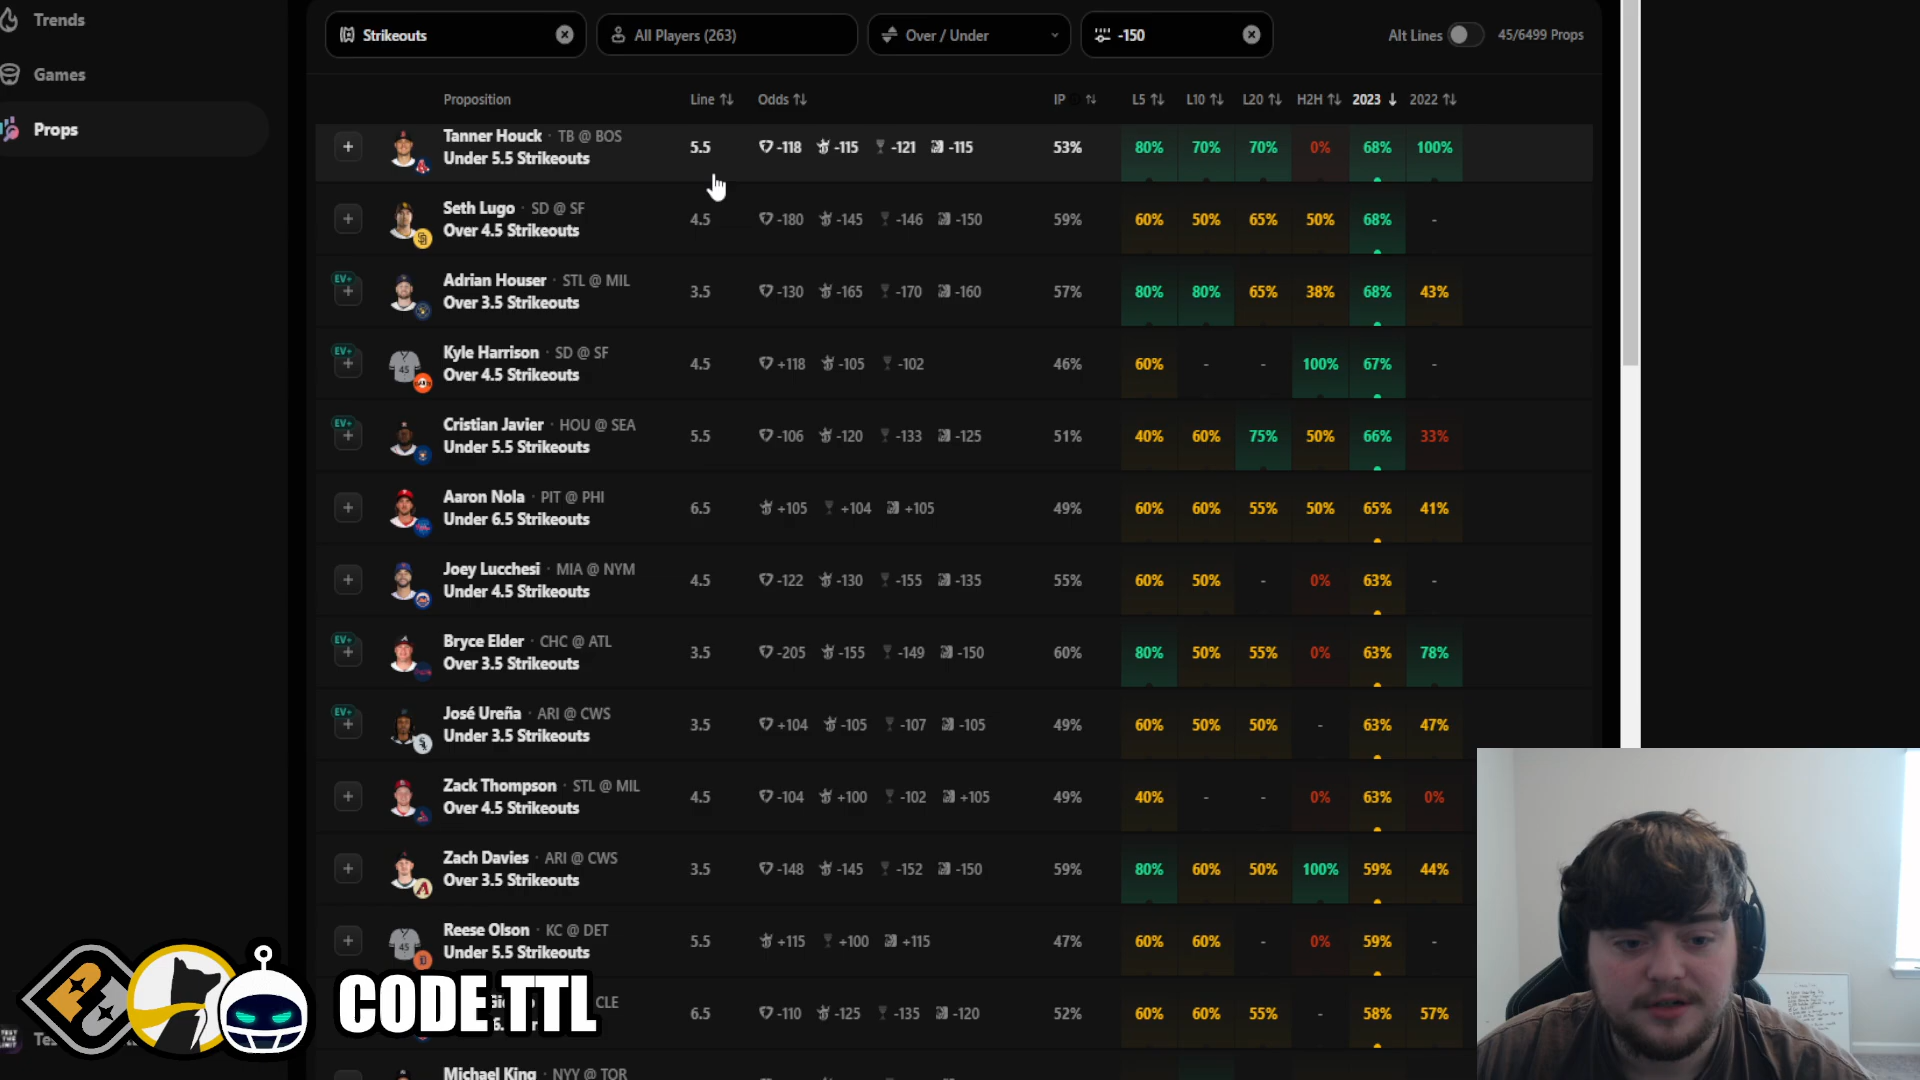 Trends
Games
Props
Strikeouts
All Players (263)
Over / Under
-150
Alt Lines
45/6499 Props
Proposition Line Odds IP L5 L10 L20 H2H 2023 2022
Tanner Houck · TB @ BOS
Under 5.5 Strikeouts
5.5 -118 -115 -121 -115 53% 80% 70% 70% 0% 68% 100%
Seth Lugo · SD @ SF
Over 4.5 Strikeouts
4.5 -180 -145 -146 -150 59% 60% 50% 65% 50% 68% -
EV+
Adrian Houser · STL @ MIL
Over 3.5 Strikeouts
3.5 -130 -165 -170 -160 57% 80% 80% 65% 38% 68% 43%
EV+
Kyle Harrison · SD @ SF
Over 4.5 Strikeouts
4.5 +118 -105 -102 46% 60% - - 100% 67% -
EV+
Cristian Javier · HOU @ SEA
Under 5.5 Strikeouts
5.5 -106 -120 -133 -125 51% 40% 60% 75% 50% 66% 33%
Aaron Nola · PIT @ PHI
Under 6.5 Strikeouts
6.5 +105 +104 +105 49% 60% 60% 55% 50% 65% 41%
Joey Lucchesi · MIA @ NYM
Under 4.5 Strikeouts
4.5 -122 -130 -155 -135 55% 60% 50% - 0% 63% -
EV+
Bryce Elder · CHC @ ATL
Over 3.5 Strikeouts
3.5 -205 -155 -149 -150 60% 80% 50% 55% 0% 63% 78%
EV+
José Ureña · ARI @ CWS
Under 3.5 Strikeouts
3.5 +104 -105 -107 -105 49% 60% 50% 50% - 63% 47%
Zack Thompson · STL @ MIL
Over 4.5 Strikeouts
4.5 -104 +100 -102 +105 49% 40% - - 0% 63% 0%
Zach Davies · ARI @ CWS
Over 3.5 Strikeouts
3.5 -148 -145 -152 -150 59% 80% 60% 50% 100% 59% 44%
Reese Olson · KC @ DET
Under 5.5 Strikeouts
5.5 +115 +100 +115 47% 60% 60% - 0% 59% -
CLE
6.5 -110 -125 -135 -120 52% 60% 60% 55% - 58% 57%
Michael King · NYY @ TOR
CODE TTL